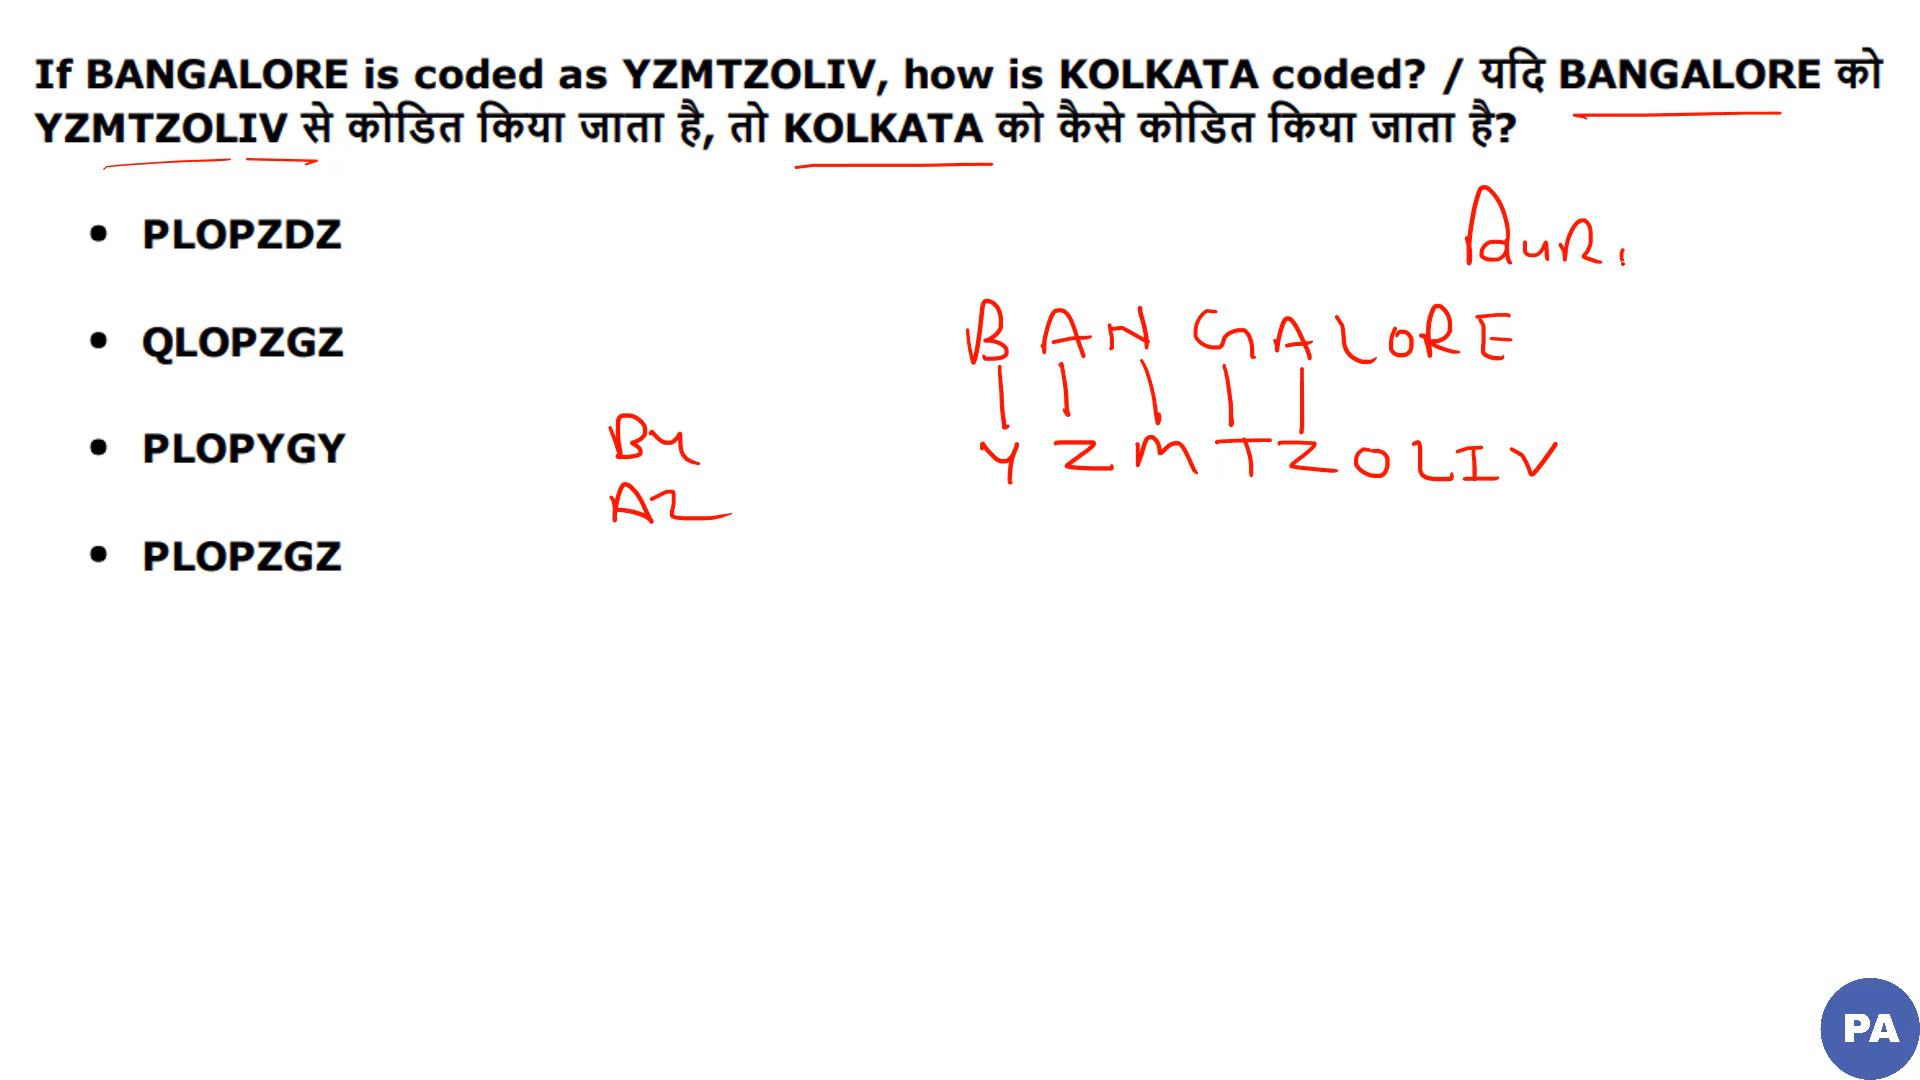 If BANGALORE is coded as YZMTZOLIV, how is KOLKATA coded? / यदि BANGALORE को
YZMTZOLIV से कोडित किया जाता है, तो KOLKATA को कैसे कोडित किया जाता है?
• PLOPZDZ
• QLOPZGZ
• PLOPYGY
• PLOPZGZ
BANGALORE
YZMTZOLIV
BY
AZ
PA